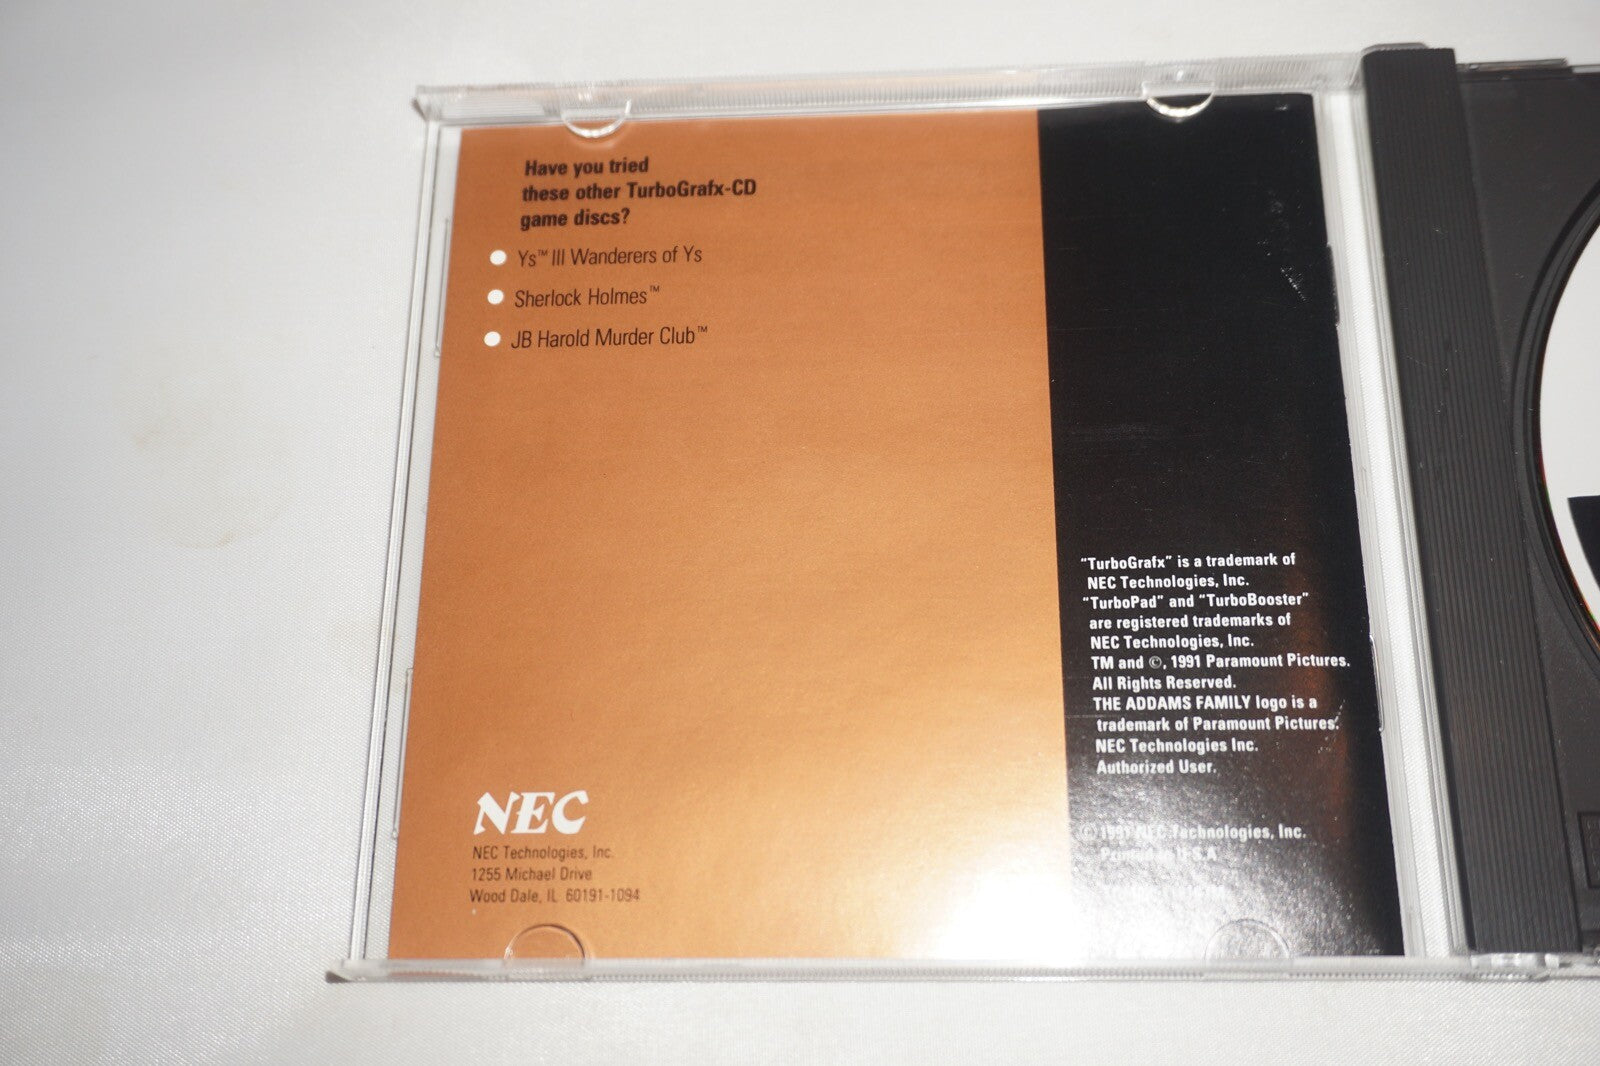 Have you tried
these other TurboGrafx-CD
game discs?
Ys™ III Wanderers of Ys
Sherlock Holmes™
JB Harold Murder Club™
NEC
NEC Technologies, Inc.
1255 Michael Drive
Wood Dale, IL 60191-1094
“TurboGrafx” is a trademark of
NEC Technologies, Inc.
“TurboPad” and “TurboBooster”
are registered trademarks of
NEC Technologies, Inc.
TM and ©, 1991 Paramount Pictures.
All Rights Reserved.
THE ADDAMS FAMILY logo is a
trademark of Paramount Pictures.
NEC Technologies Inc.
Authorized User.
© 1991 NEC Technologies, Inc.